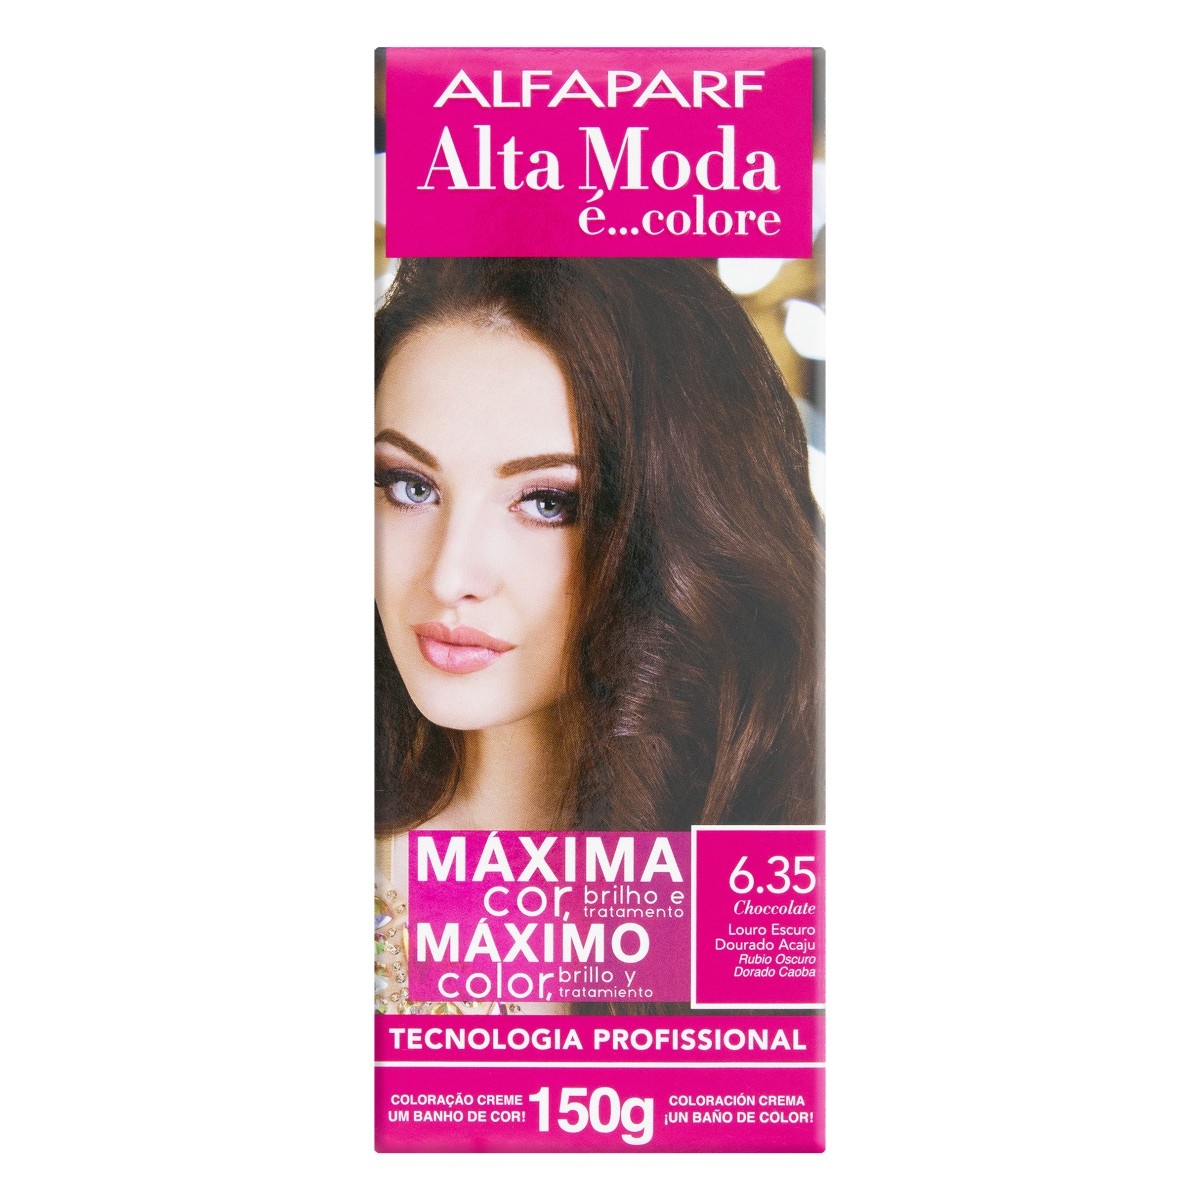 ALFAPARF
Alta Moda
é...colore
MÁXIMA
cor, brilho e
tratamento
MÁXIMO
color, brillo y
tratamiento
6.35
Choccolate
Louro Escuro
Dourado Acaju
Rubio Oscuro
Dorado Caoba
TECNOLOGIA PROFISSIONAL
COLORAÇÃO CREME
UM BANHO DE COR!
150g
COLORACIÓN CREMA
¡UN BAÑO DE COLOR!